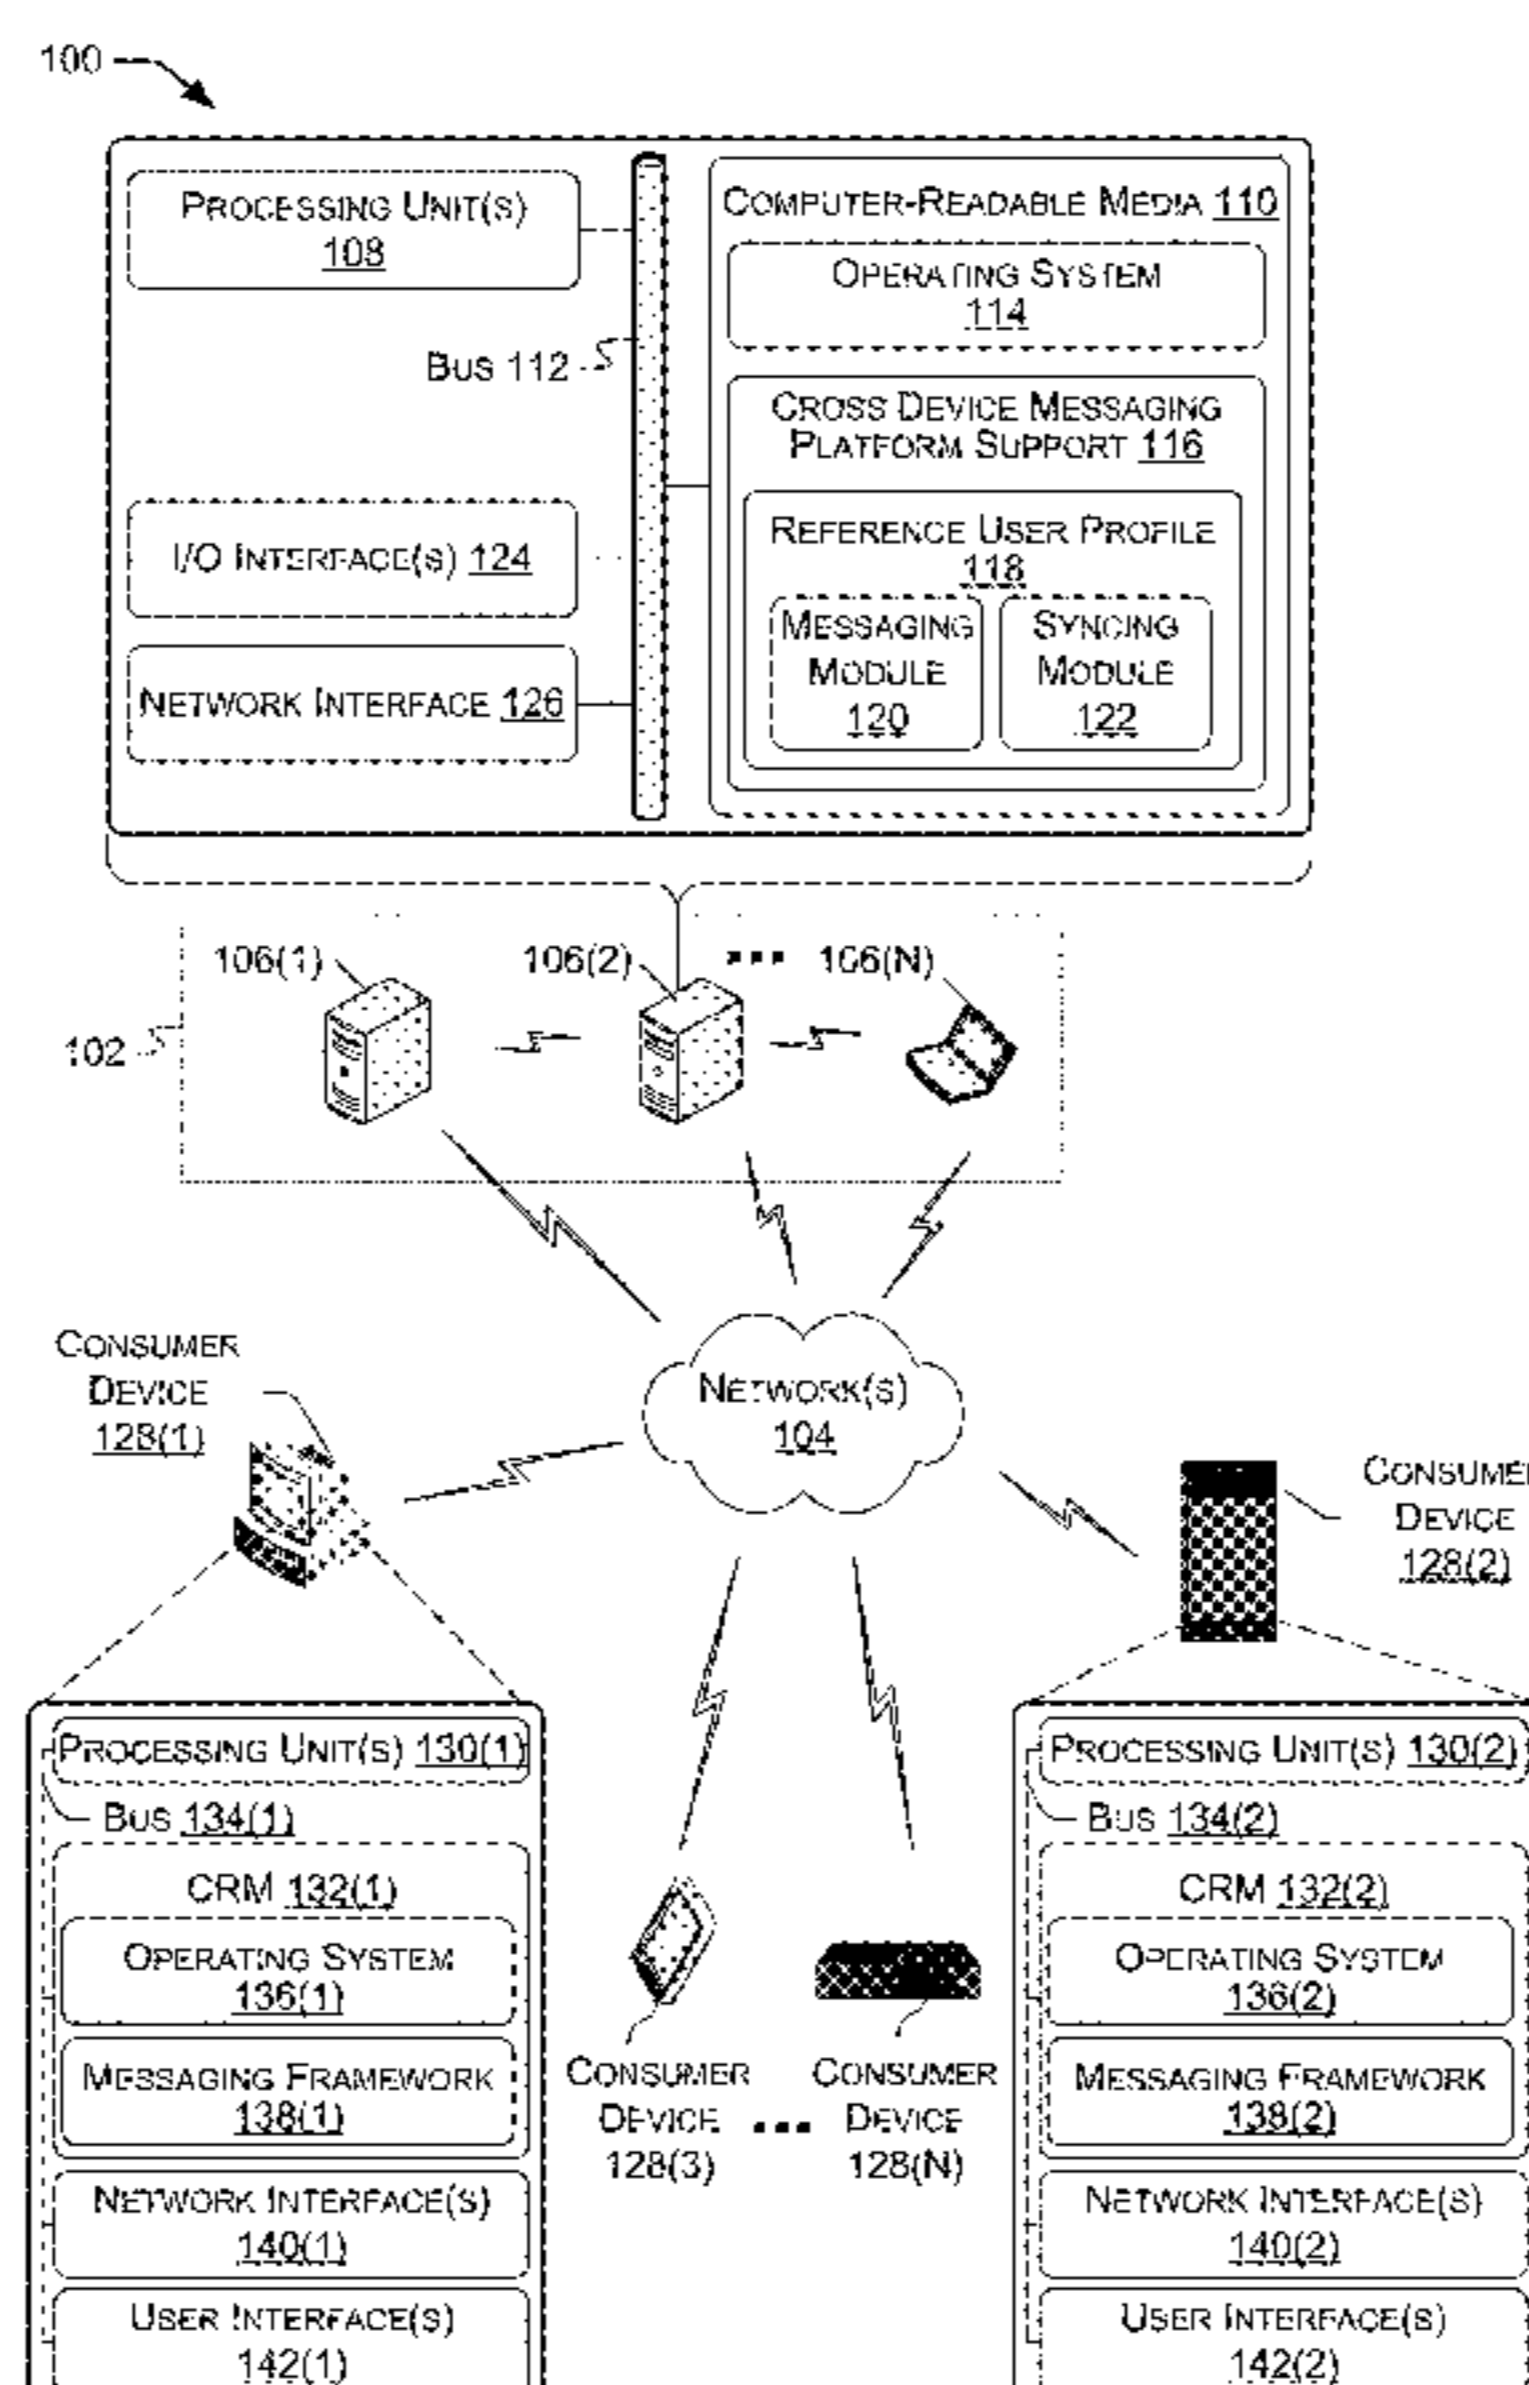 100
PROCESSING UNIT(S)
108
BUS 112
I/O INTERFACE(S) 124
NETWORK INTERFACE 126
COMPUTER-READABLE MEDIA 110
OPERATING SYSTEM
114
CROSS DEVICE MESSAGING
PLATFORM SUPPORT 116
REFERENCE USER PROFILE
118
MESSAGING
MODULE
120
SYNCING
MODULE
122
106(1)
106(2)
106(N)
102
NETWORK(S)
104
CONSUMER
DEVICE
128(1)
CONSUME
DEVICE
128(2)
PROCESSING UNIT(S) 130(1)
BUS 134(1)
CRM 132(1)
OPERATING SYSTEM
136(1)
MESSAGING FRAMEWORK
138(1)
NETWORK INTERFACE(S)
140(1)
USER INTERFACE(S)
142(1)
CONSUMER
DEVICE
128(3)
CONSUMER
DEVICE
128(N)
PROCESSING UNIT(S) 130(2)
BUS 134(2)
CRM 132(2)
OPERATING SYSTEM
136(2)
MESSAGING FRAMEWORK
138(2)
NETWORK INTERFACE(S)
140(2)
USER INTERFACE(S)
142(2)